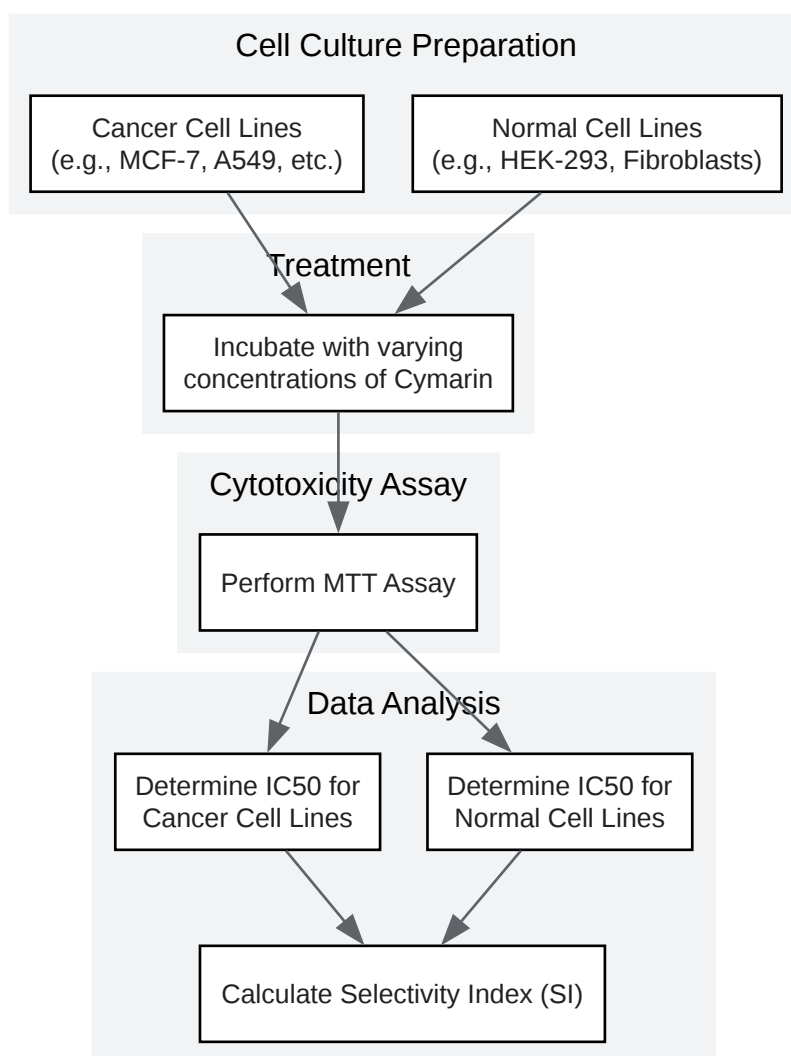 Cell Culture Preparation
Cancer Cell Lines
(e.g., MCF-7, A549, etc.)
Normal Cell Lines
(e.g., HEK-293, Fibroblasts)
Treatment
Incubate with varying
concentrations of Cymarin
Cytotoxicity Assay
Perform MTT Assay
Data Analysis
Determine IC50 for
Cancer Cell Lines
Determine IC50 for
Normal Cell Lines
Calculate Selectivity Index (SI)